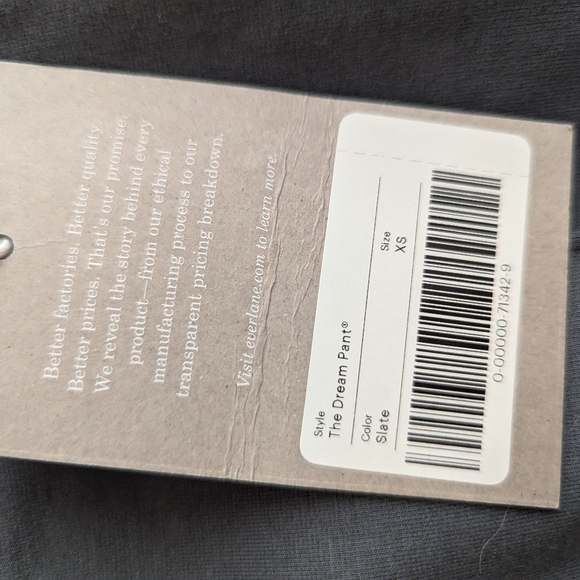 Better factories. Better quality.
Better prices. That's our promise.
We reveal the story behind every
product—from our ethical
manufacturing process to our
transparent pricing breakdown.
Visit everlane.com to learn more.
Style
The Dream Pant®
Color
Slate
Size
XS
0-00000-71342-9